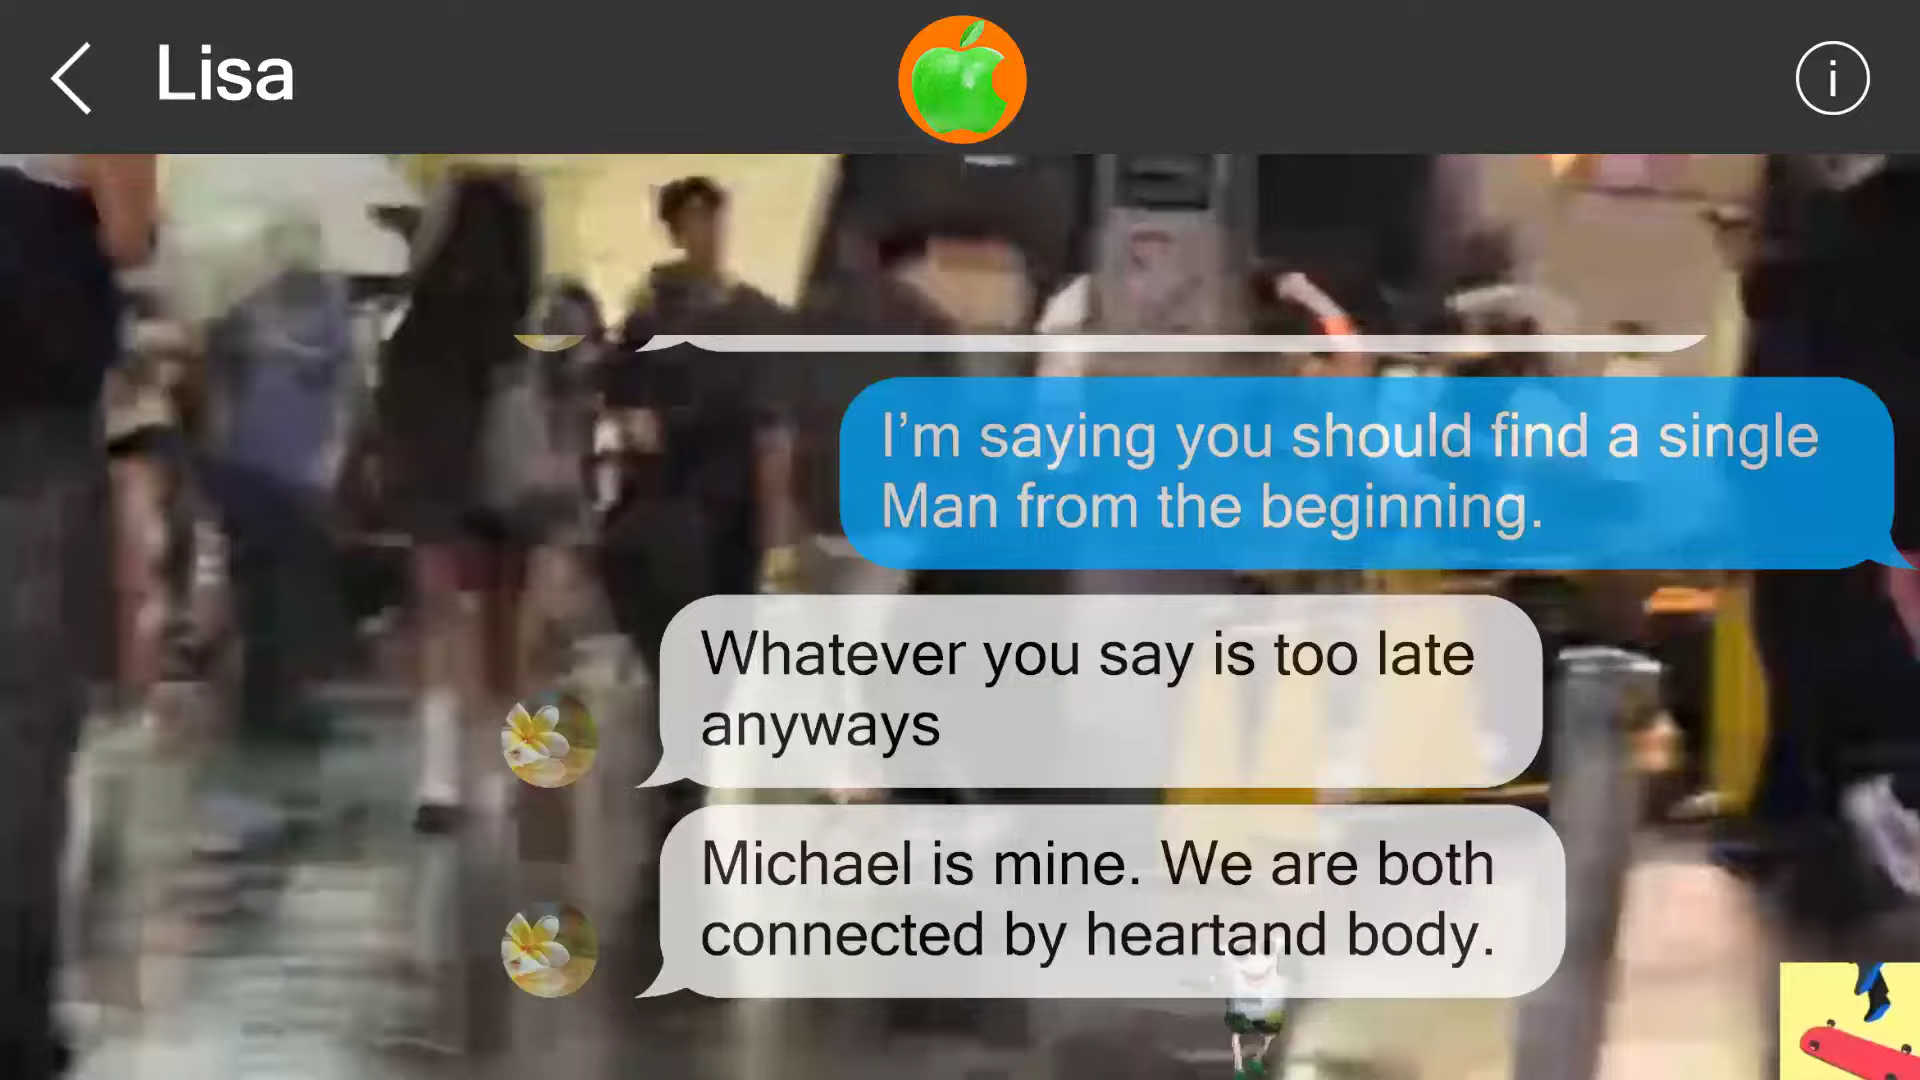 Lisa
I’m saying you should find a single
Man from the beginning.
Whatever you say is too late
anyways
Michael is mine. We are both
connected by heartand body.